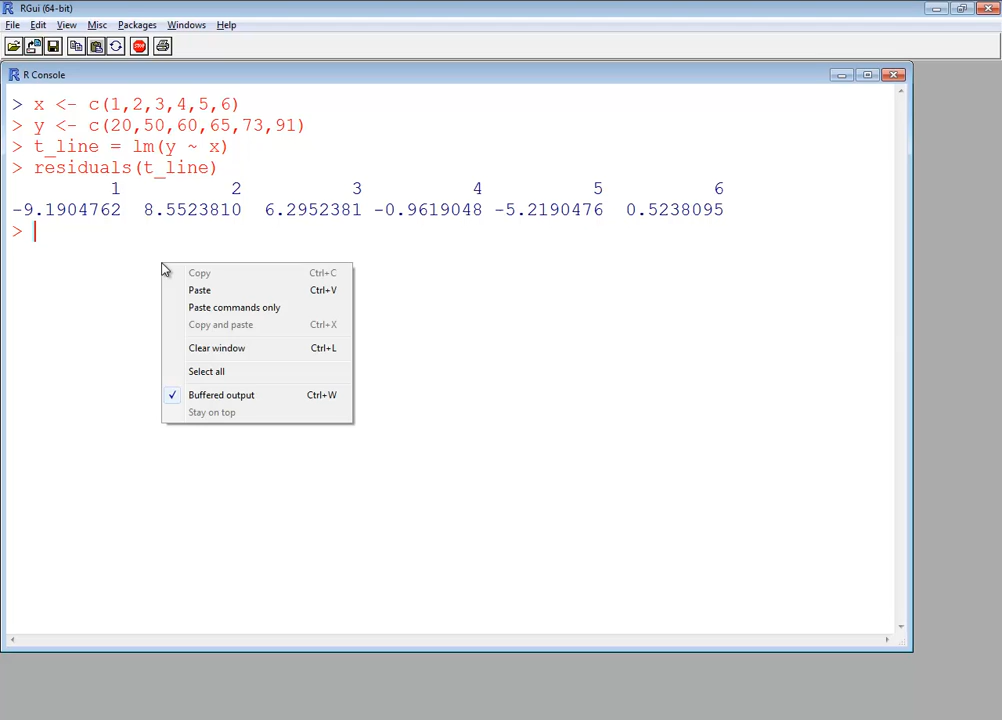 RGui (64-bit)
File Edit View Misc Packages Windows Help
STOP
R Console
> x <- c(1,2,3,4,5,6)
> y <- c(20,50,60,65,73,91)
> t_line = lm(y ~ x)
> residuals(t_line)
1 2 3 4 5 6
-9.1904762 8.5523810 6.2952381 -0.9619048 -5.2190476 0.5238095
>
Copy Ctrl+C
Paste Ctrl+V
Paste commands only
Copy and paste Ctrl+X
Clear window Ctrl+L
Select all
Buffered output Ctrl+W
Stay on top